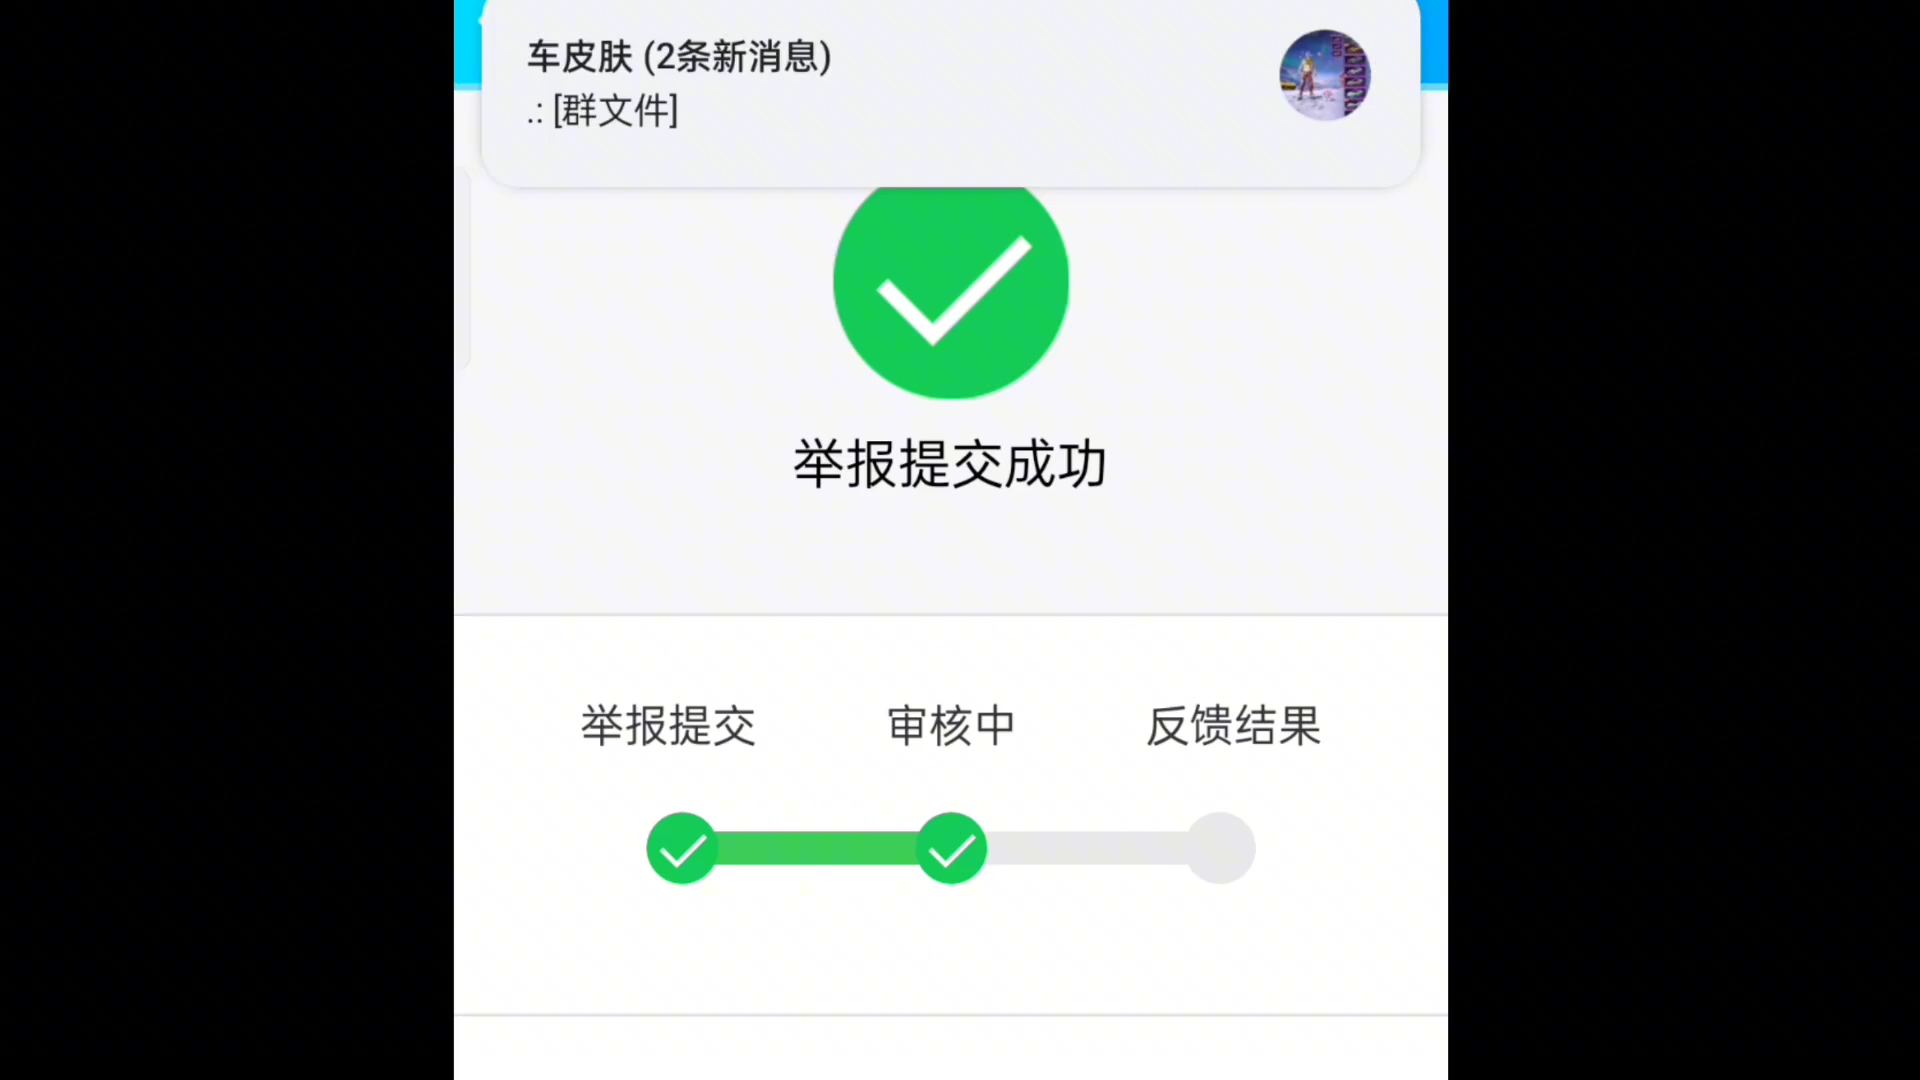 车皮肤 (2条新消息)
.: [群文件]
举报提交成功
举报提交
审核中
反馈结果